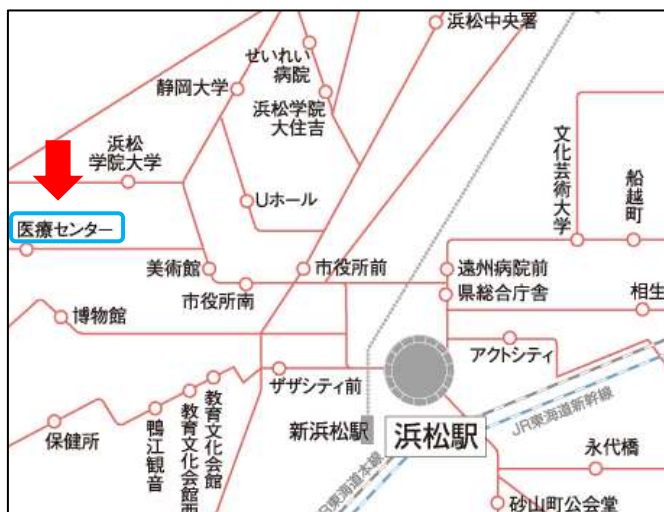 浜松中央署
せいれい
病院
静岡大学
浜松学院
大住吉
浜松
学院大学
文化芸術大学
船越町
Uホール
医療センター
美術館
市役所前
遠州病院前
市役所南
県総合庁舎
相生
博物館
アクトシティ
ザザシティ前
JR東海道新幹線
新浜松駅
浜松駅
教育文化会館
教育文化会館西
鴨江観音
保健所
永代橋
JR東海道本線
砂山町公会堂